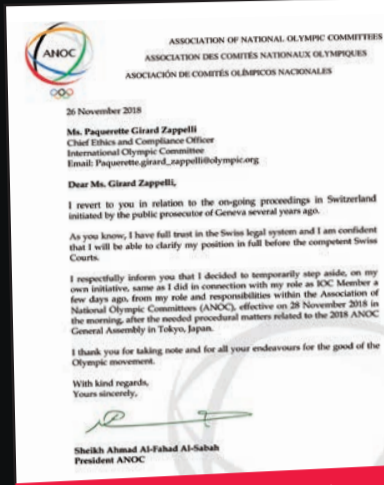 ANOC
ASSOCIATION OF NATIONAL OLYMPIC COMMITTEES
ASSOCIATION DES COMITÉS NATIONAUX OLYMPIQUES
ASOCIACIÓN DE COMITÉS OLÍMPICOS NACIONALES
26 November 2018
Ms. Paquerette Girard Zappelli
Chief Ethics and Compliance Officer
International Olympic Committee
Email: Paquerette.girard_zappelli@olympic.org
Dear Ms. Girard Zappelli,
I revert to you in relation to the on-going proceedings in Switzerland
initiated by the public prosecutor of Geneva several years ago.
As you know, I have full trust in the Swiss legal system and I am confident
that I will be able to clarify my position in full before the competent Swiss
Courts.
I respectfully inform you that I decided to temporarily step aside, on my
own initiative, same as I did in connection with my role as IOC Member a
few days ago, from my role and responsibilities within the Association of
National Olympic Committees (ANOC), effective on 28 November 2018 in
the morning, after the needed procedural matters related to the 2018 ANOC
General Assembly in Tokyo, Japan.
I thank you for taking note and for all your endeavours for the good of the
Olympic movement.
With kind regards,
Yours sincerely,
Sheikh Ahmad Al-Fahad Al-Sabah
President ANOC